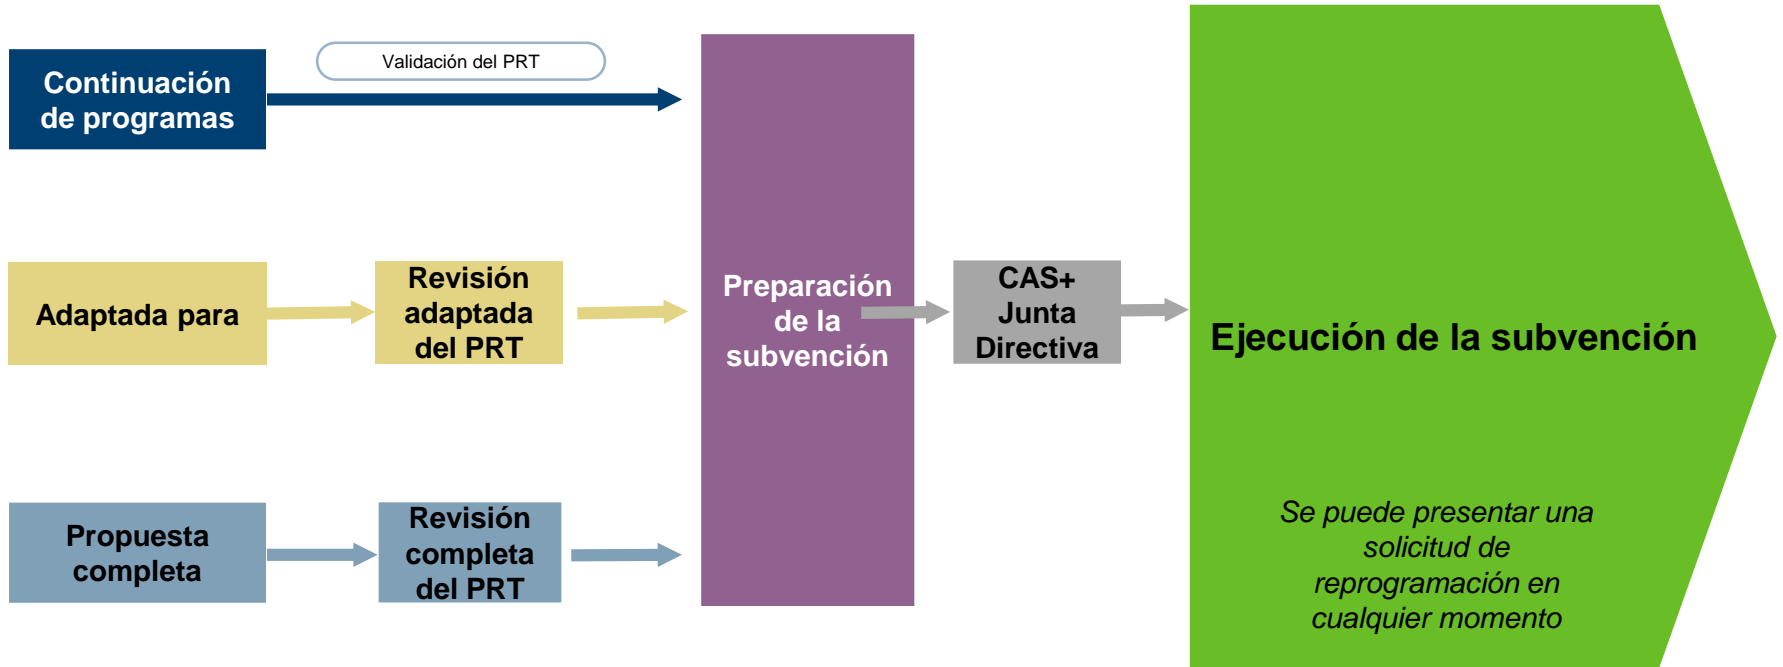 Continuación
de programas
Validación del PRT
Adaptada para
Revisión
adaptada
del PRT
Propuesta
completa
Revisión
completa
del PRT
Preparación
de la
subvención
CAS+
Junta
Directiva
Ejecución de la subvención
Se puede presentar una
solicitud de
reprogramación en
cualquier momento